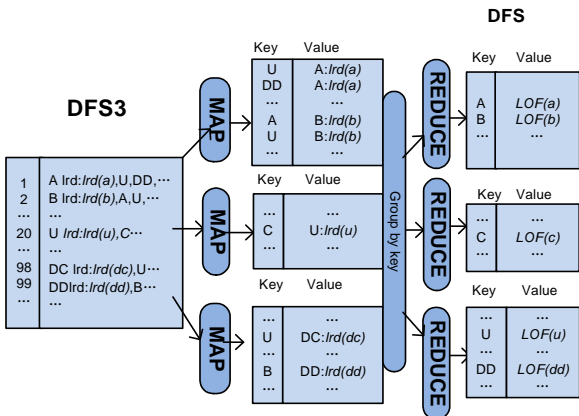 DFS
DFS3
1 A lrd:lrd(a),U,DD,...
2 B lrd:lrd(b),A,U,...
... ...
20 U lrd:lrd(u),C...
... ...
98 DC lrd:lrd(dc),U...
99 DDlrd:lrd(dd),B...
... ...
MAP
MAP
MAP
Key Value
U A:lrd(a)
DD A:lrd(a)
... ...
A B:lrd(b)
U B:lrd(b)
... ...
Key Value
... ...
C U:lrd(u)
... ...
Key Value
... ...
U DC:lrd(dc)
... ...
B DD:lrd(dd)
... ...
Group by key
REDUCE
REDUCE
REDUCE
Key Value
A LOF(a)
B LOF(b)
... ...
Key Value
... ...
C LOF(c)
... ...
Key Value
... ...
U LOF(u)
... ...
DD LOF(dd)
... ...